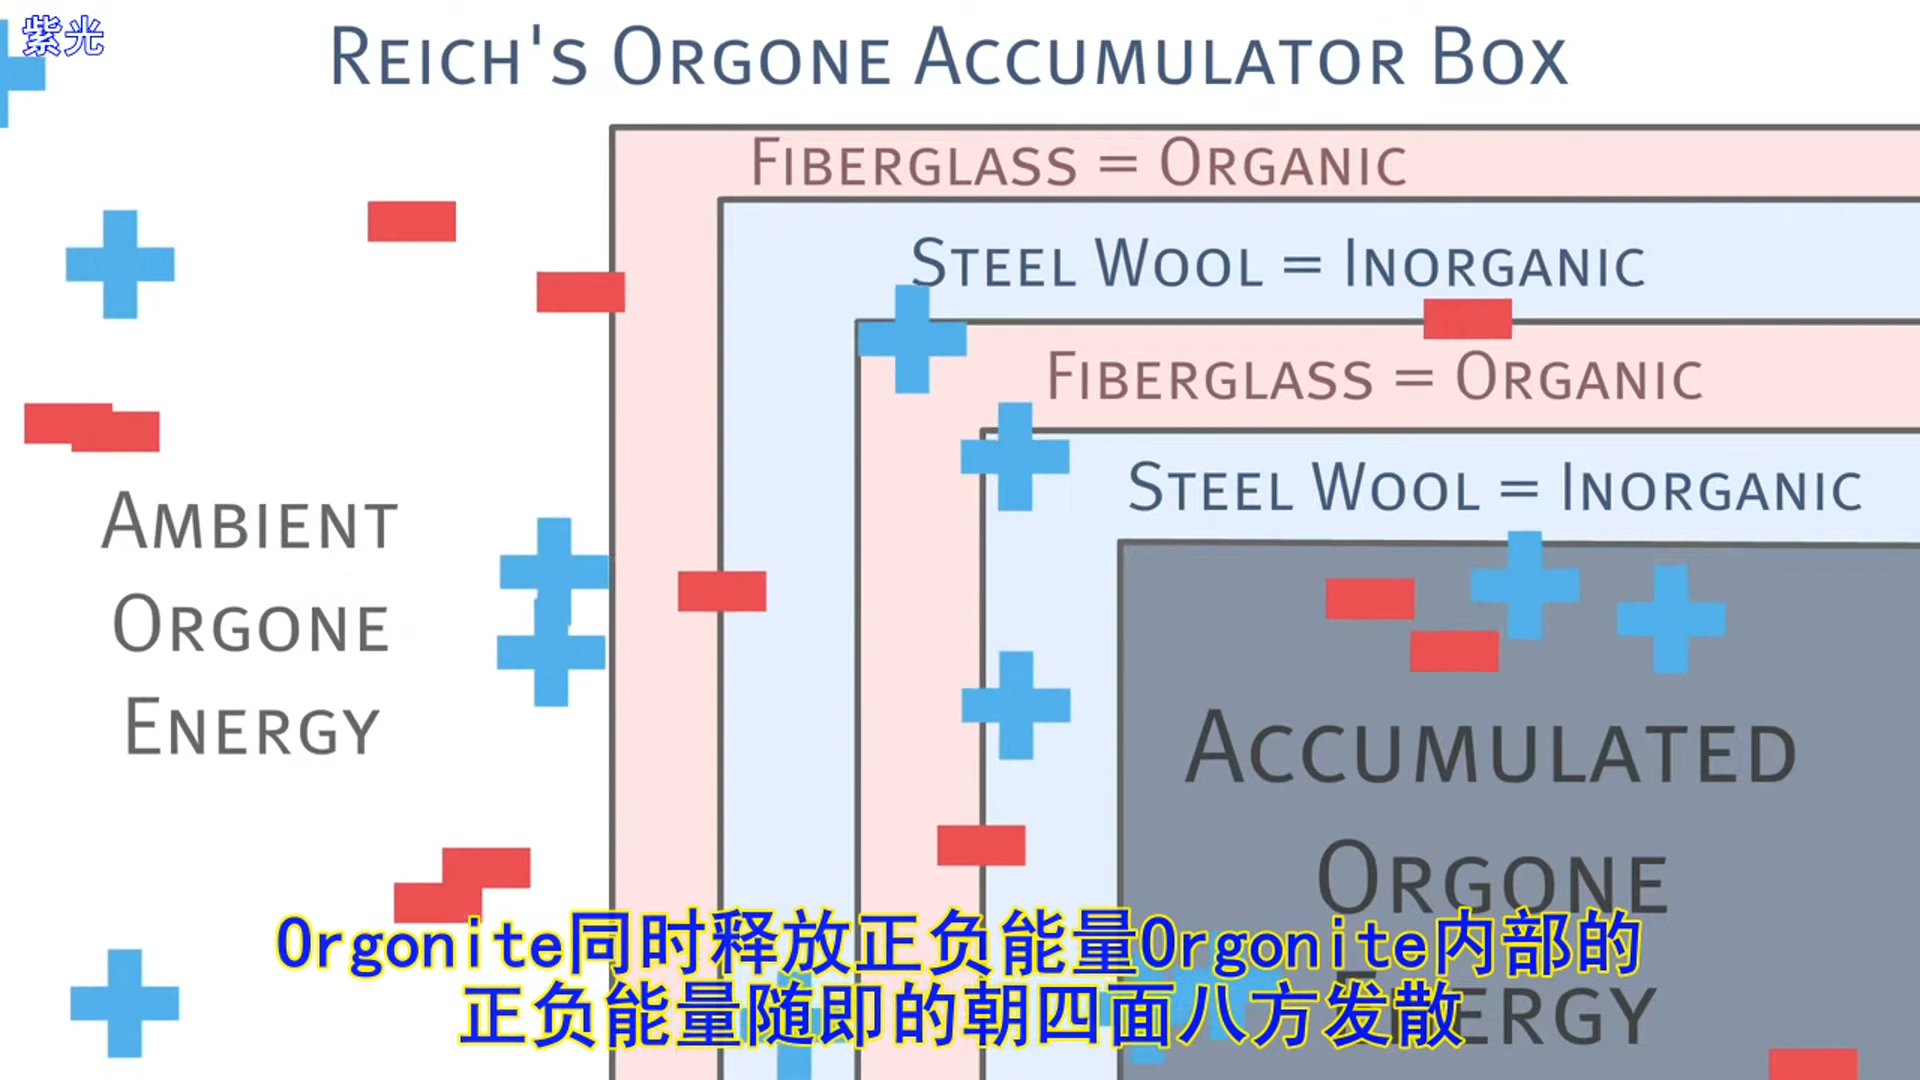 紫光
Reich's Orgone Accumulator Box
Fiberglass = Organic
Steel Wool = Inorganic
Fiberglass = Organic
Steel Wool = Inorganic
Ambient
Orgone
Energy
Accumulated
Orgone
Energy
Orgonite同时释放正负能量Orgonite内部的
正负能量随即的朝四面八方发散